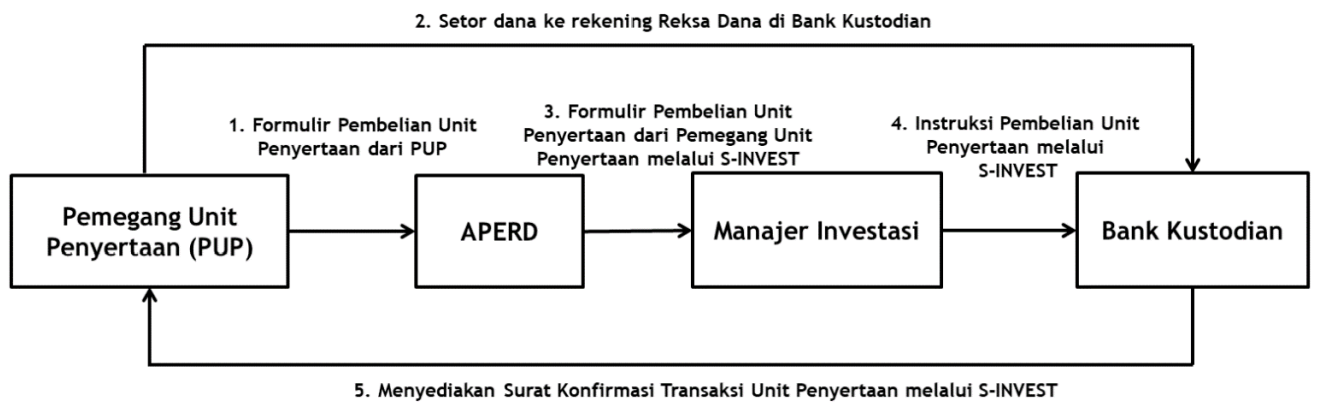 2. Setor dana ke rekening Reksa Dana di Bank Kustodian
1. Formulir Pembelian Unit
Penyertaan dari PUP
3. Formulir Pembelian Unit
Penyertaan dari Pemegang Unit
Penyertaan melalui S-INVEST
4. Instruksi Pembelian Unit
Penyertaan melalui
S-INVEST
Pemegang Unit
Penyertaan (PUP)
APERD
Manajer Investasi
Bank Kustodian
5. Menyediakan Surat Konfirmasi Transaksi Unit Penyertaan melalui S-INVEST